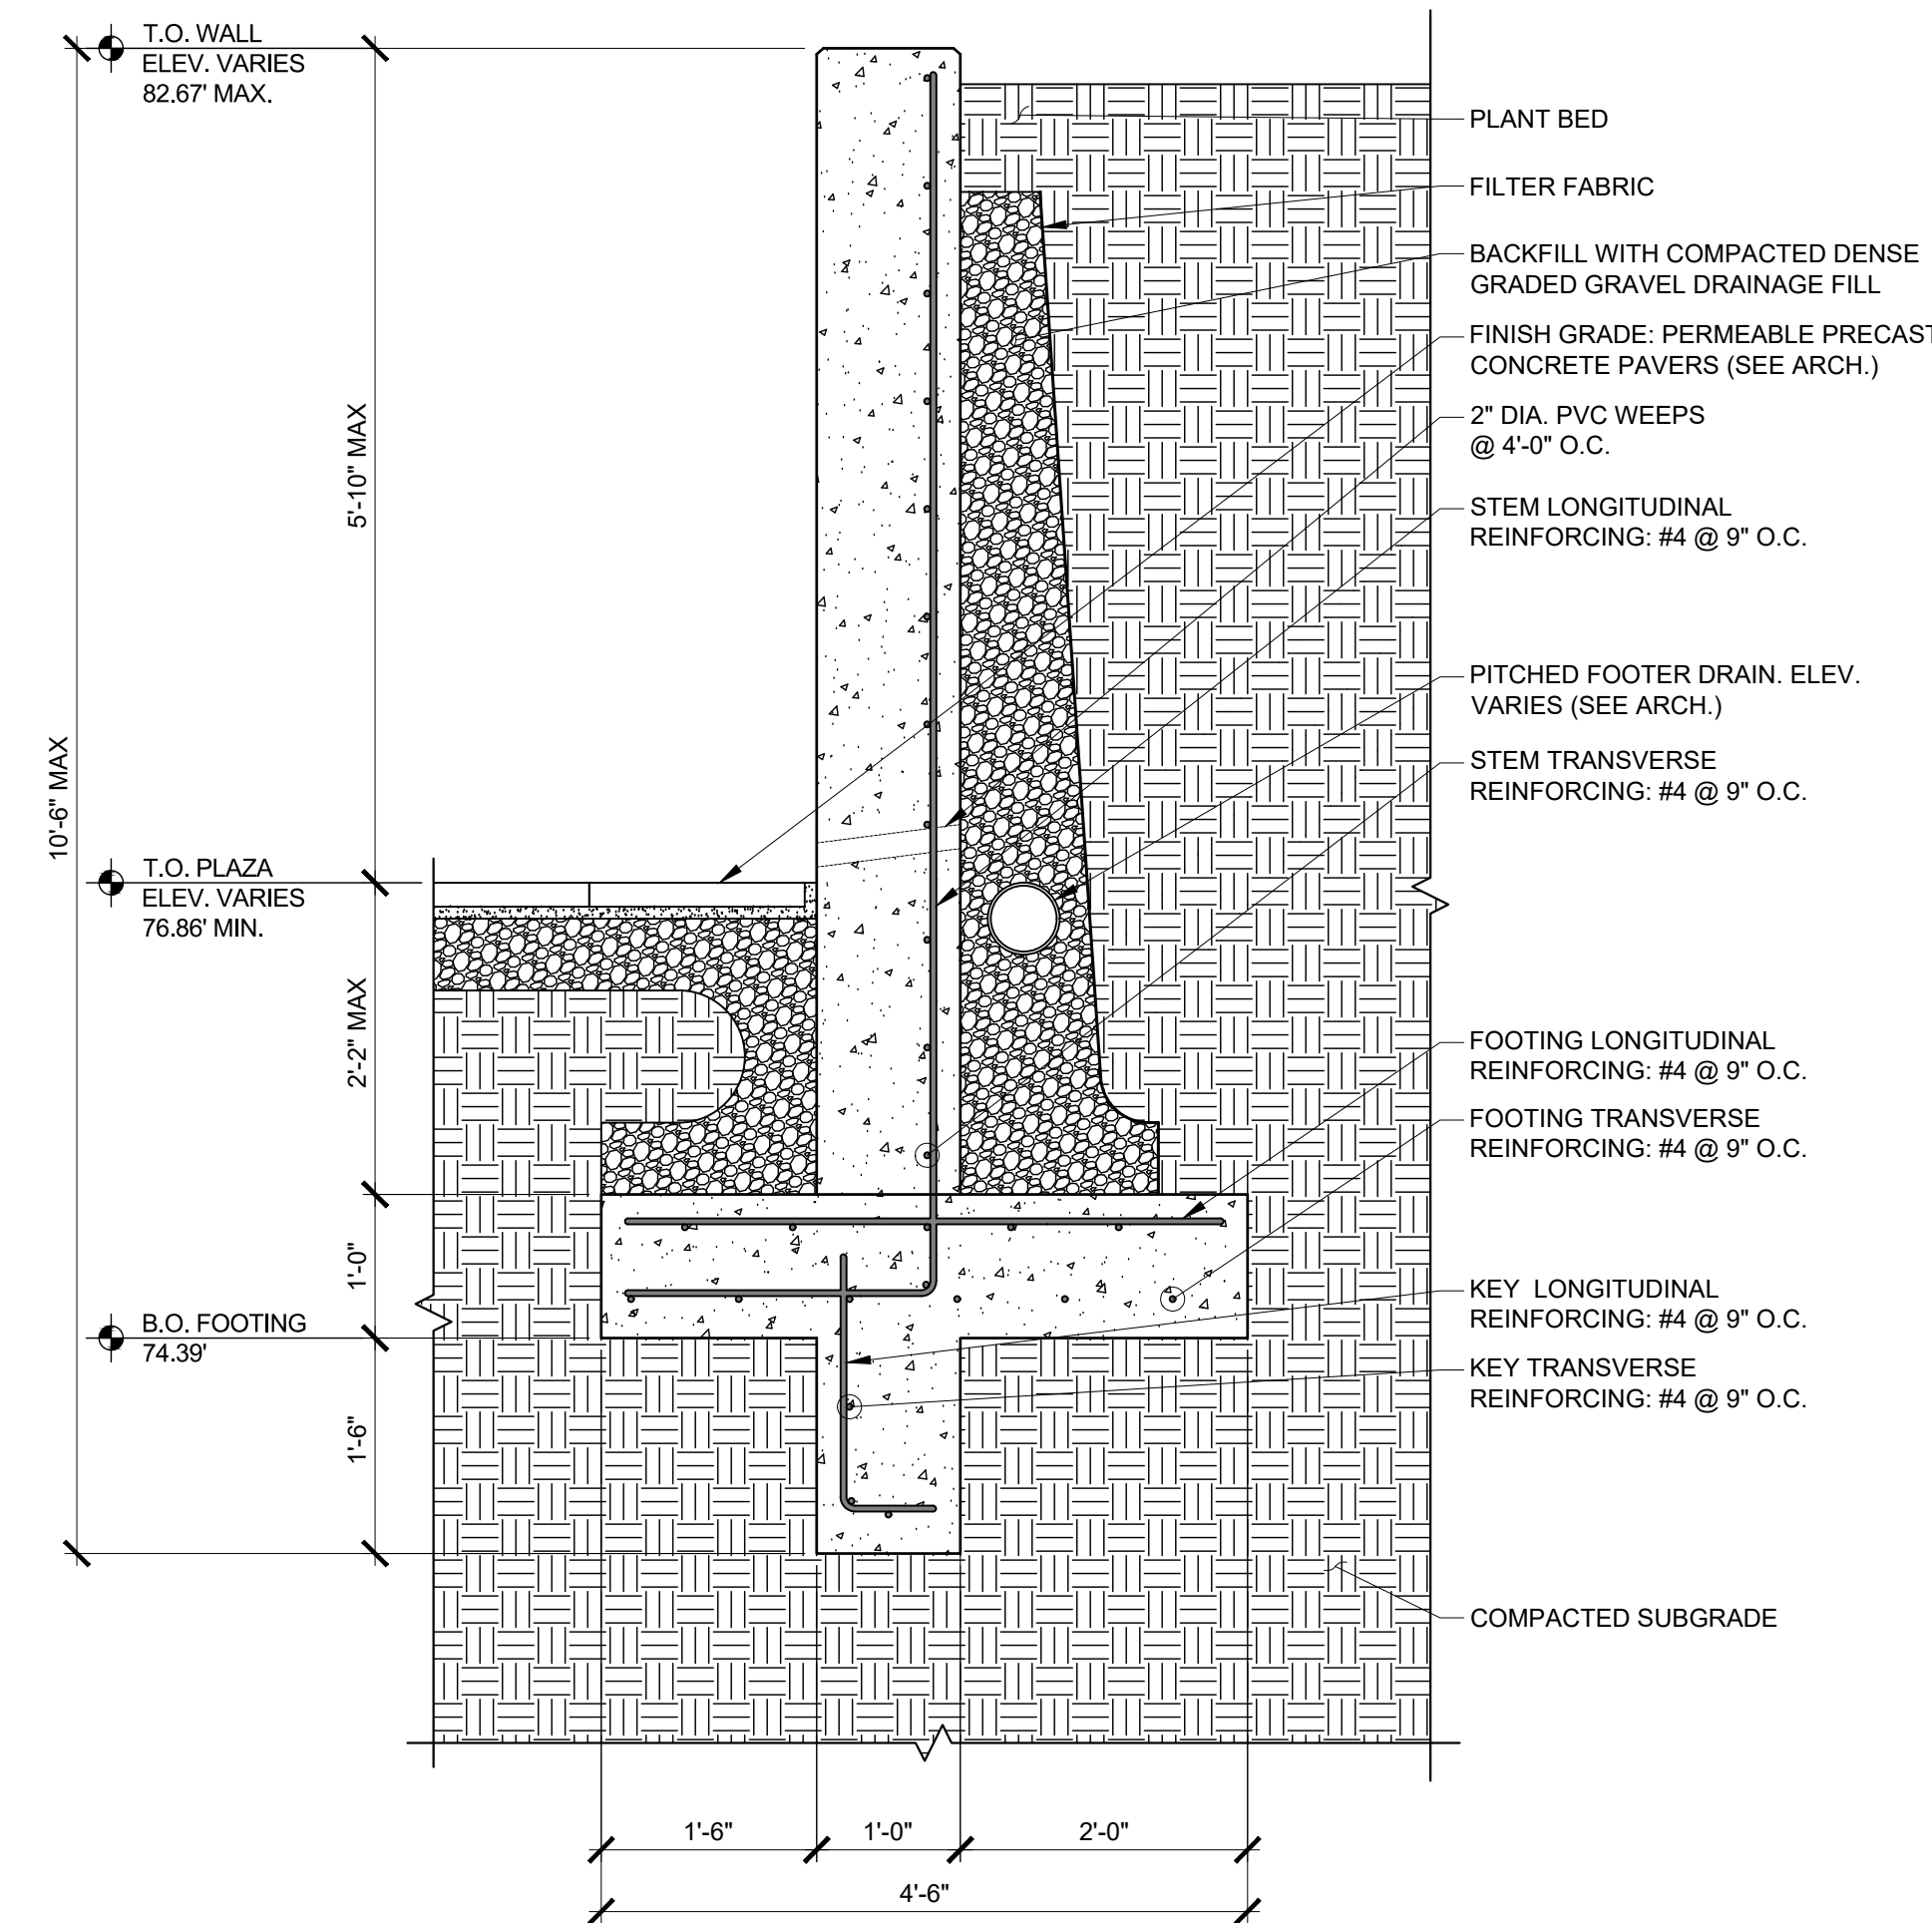 T.O. WALL
ELEV. VARIES
82.67' MAX.
5'-10" MAX
10'-6" MAX
T.O. PLAZA
ELEV. VARIES
76.86' MIN.
2'-2" MAX
1'-0"
B.O. FOOTING
74.39'
1'-6"
PLANT BED
FILTER FABRIC
BACKFILL WITH COMPACTED DENSE
GRADED GRAVEL DRAINAGE FILL
FINISH GRADE: PERMEABLE PRECAST
CONCRETE PAVERS (SEE ARCH.)
2" DIA. PVC WEEPS
@ 4'-0" O.C.
STEM LONGITUDINAL
REINFORCING: #4 @ 9" O.C.
PITCHED FOOTER DRAIN. ELEV.
VARIES (SEE ARCH.)
STEM TRANSVERSE
REINFORCING: #4 @ 9" O.C.
FOOTING LONGITUDINAL
REINFORCING: #4 @ 9" O.C.
FOOTING TRANSVERSE
REINFORCING: #4 @ 9" O.C.
KEY LONGITUDINAL
REINFORCING: #4 @ 9" O.C.
KEY TRANSVERSE
REINFORCING: #4 @ 9" O.C.
COMPACTED SUBGRADE
1'-6"
1'-0"
2'-0"
4'-6"